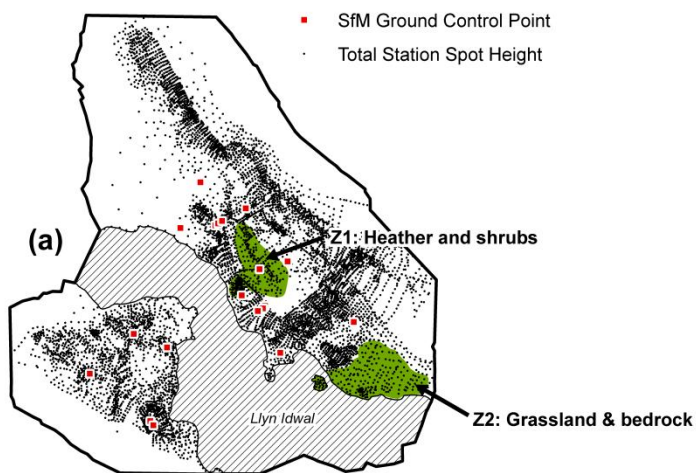 SfM Ground Control Point
Total Station Spot Height
(a)
Z1: Heather and shrubs
Llyn Idwal
Z2: Grassland & bedrock